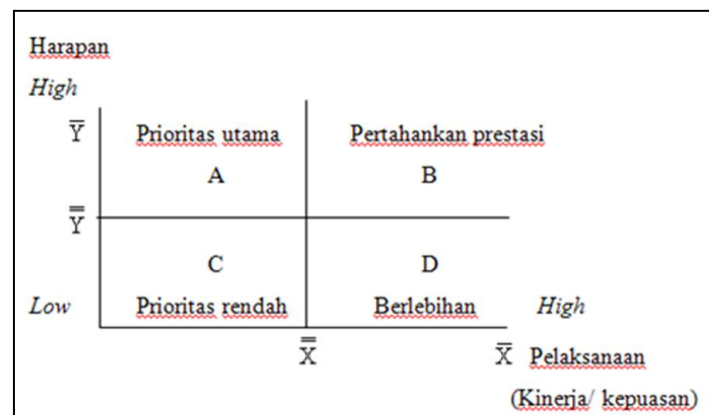 Harapan
High
Y̅ Prioritas utama Pertahankan prestasi
A B
Y̿
C D
Low Prioritas rendah Berlebihan High
X̿ X̅ Pelaksanaan
(Kinerja/ kepuasan)